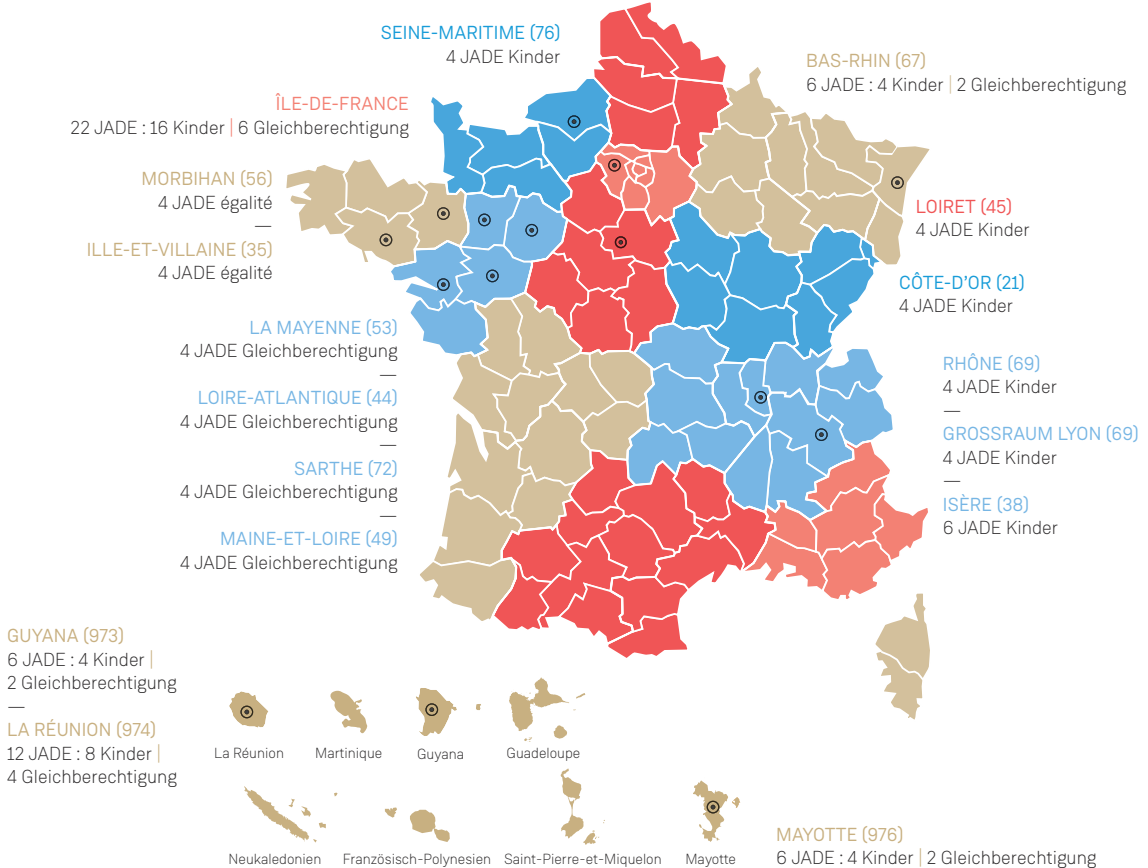 SEINE-MARITIME (76)
4 JADE Kinder
BAS-RHIN (67)
6 JADE : 4 Kinder | 2 Gleichberechtigung
ÎLE-DE-FRANCE
22 JADE : 16 Kinder | 6 Gleichberechtigung
MORBIHAN (56)
4 JADE égalité
—
ILLE-ET-VILLAINE (35)
4 JADE égalité
LOIRET (45)
4 JADE Kinder
CÔTE-D'OR (21)
4 JADE Kinder
LA MAYENNE (53)
4 JADE Gleichberechtigung
—
LOIRE-ATLANTIQUE (44)
4 JADE Gleichberechtigung
—
SARTHE (72)
4 JADE Gleichberechtigung
—
MAINE-ET-LOIRE (49)
4 JADE Gleichberechtigung
RHÔNE (69)
4 JADE Kinder
—
GROSSRAUM LYON (69)
4 JADE Kinder
—
ISÈRE (38)
6 JADE Kinder
GUYANA (973)
6 JADE : 4 Kinder |
2 Gleichberechtigung
—
LA RÉUNION (974)
12 JADE : 8 Kinder |
4 Gleichberechtigung
La Réunion
Martinique
Guyana
Guadeloupe
Neukaledonien
Französisch-Polynesien
Saint-Pierre-et-Miquelon
Mayotte
MAYOTTE (976)
6 JADE : 4 Kinder | 2 Gleichberechtigung